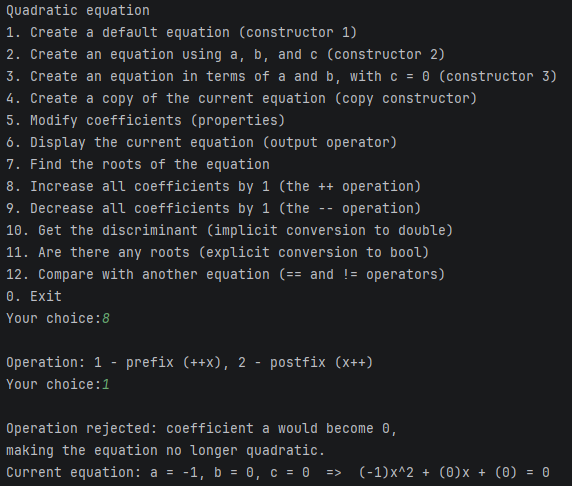 Quadratic equation
1. Create a default equation (constructor 1)
2. Create an equation using a, b, and c (constructor 2)
3. Create an equation in terms of a and b, with c = 0 (constructor 3)
4. Create a copy of the current equation (copy constructor)
5. Modify coefficients (properties)
6. Display the current equation (output operator)
7. Find the roots of the equation
8. Increase all coefficients by 1 (the ++ operation)
9. Decrease all coefficients by 1 (the -- operation)
10. Get the discriminant (implicit conversion to double)
11. Are there any roots (explicit conversion to bool)
12. Compare with another equation (== and != operators)
0. Exit
Your choice:8
Operation: 1 - prefix (++x), 2 - postfix (x++)
Your choice:1
Operation rejected: coefficient a would become 0,
making the equation no longer quadratic.
Current equation: a = -1, b = 0, c = 0  =>  (-1)x^2 + (0)x + (0) = 0